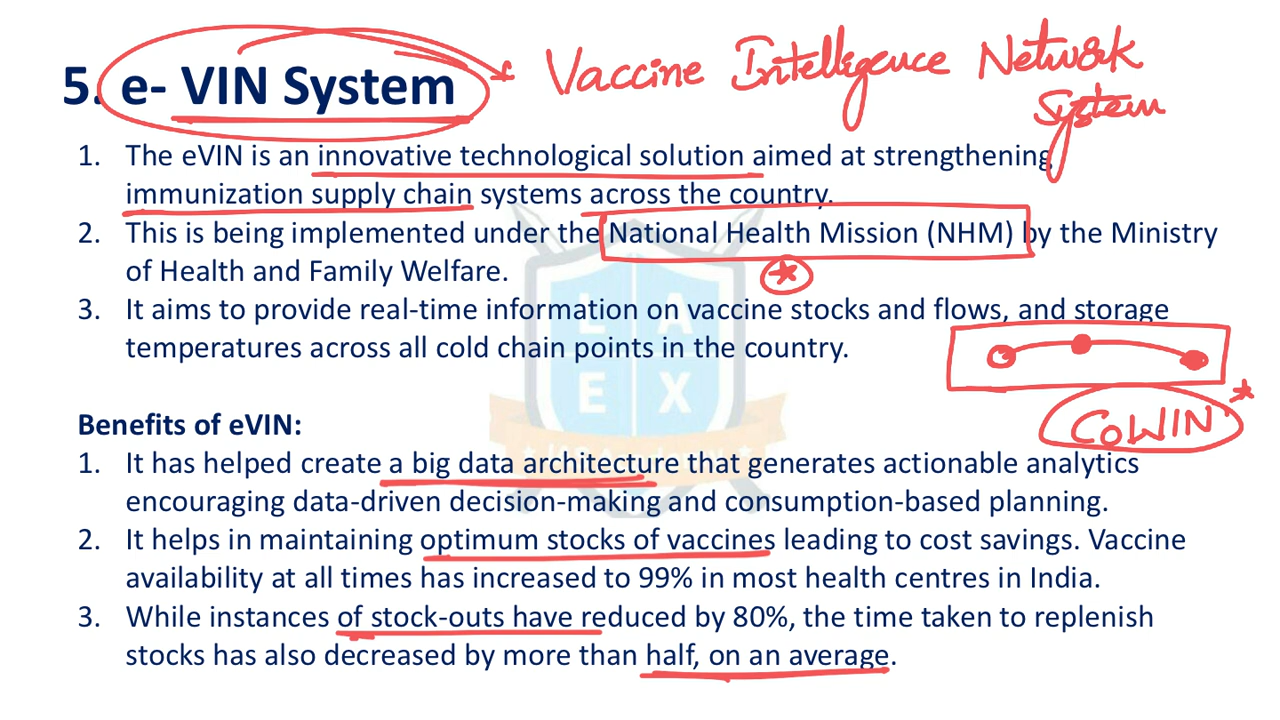 5. e- VIN System
Vaccine Intelligence Network
System
1. The eVIN is an innovative technological solution aimed at strengthening
immunization supply chain systems across the country.
2. This is being implemented under the National Health Mission (NHM) by the Ministry
of Health and Family Welfare.
3. It aims to provide real-time information on vaccine stocks and flows, and storage
temperatures across all cold chain points in the country.
CoWIN
Benefits of eVIN:
1. It has helped create a big data architecture that generates actionable analytics
encouraging data-driven decision-making and consumption-based planning.
2. It helps in maintaining optimum stocks of vaccines leading to cost savings. Vaccine
availability at all times has increased to 99% in most health centres in India.
3. While instances of stock-outs have reduced by 80%, the time taken to replenish
stocks has also decreased by more than half, on an average.
L A
E X